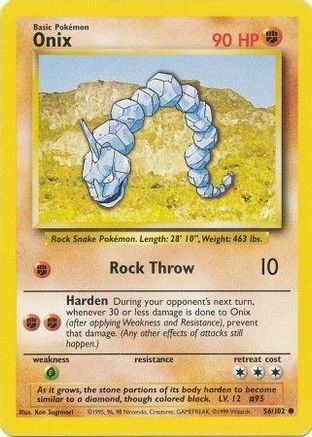 Basic Pokémon
Onix 90 HP
Rock Snake Pokémon. Length: 28' 10", Weight: 463 lbs.
Rock Throw 10
Harden During your opponent's next turn,
whenever 30 or less damage is done to Onix
(after applying Weakness and Resistance), prevent
that damage. (Any other effects of attacks still
happen.)
weakness resistance retreat cost
As it grows, the stone portions of its body harden to become
similar to a diamond, though colored black. LV. 12 #95
Illus. Ken Sugimori ©1995, 96, 98 Nintendo, Creatures, GAMEFREAK. ©1999 Wizards. 56/102